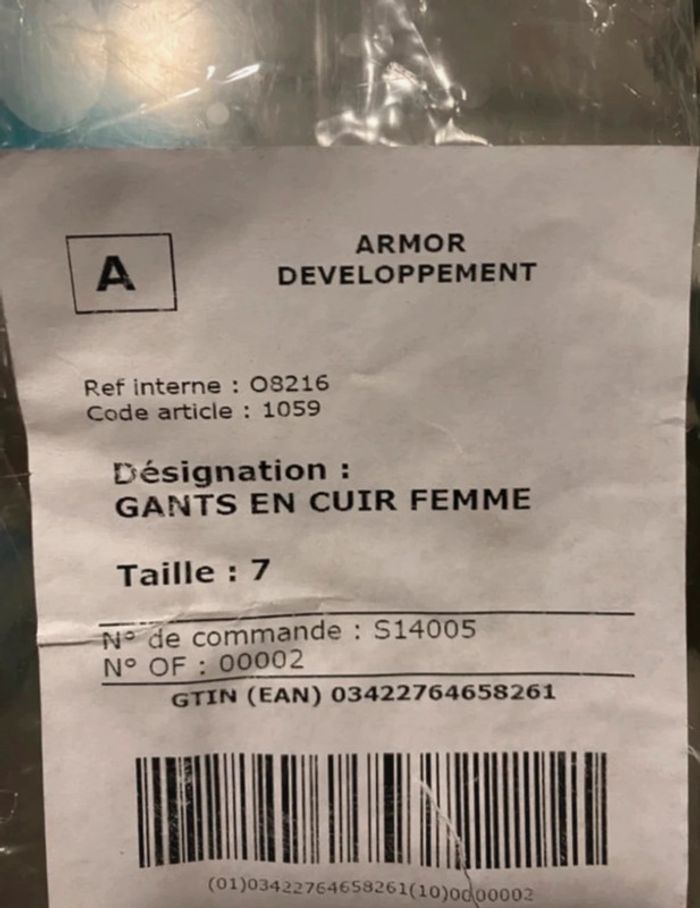 A
ARMOR
DEVELOPPEMENT
Ref interne : O8216
Code article : 1059
Désignation :
GANTS EN CUIR FEMME
Taille : 7
N° de commande : S14005
N° OF : 00002
GTIN (EAN) 03422764658261
(01)03422764658261(10)0000002